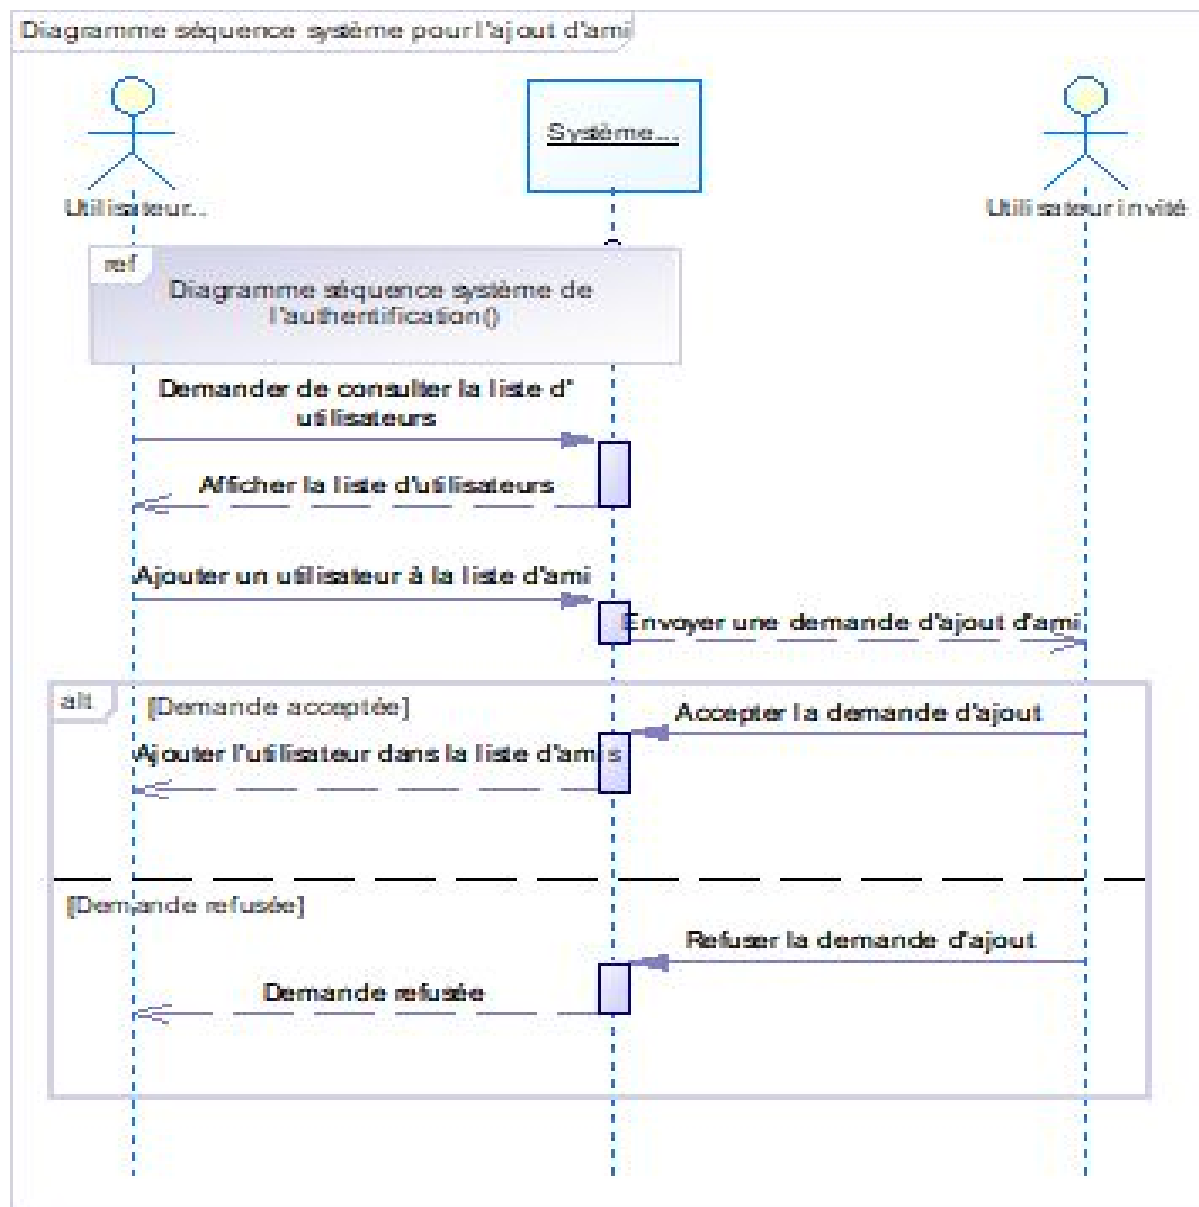 Diagramme séquence système pour l'ajout d'ami
Système...
Utilisateur...
Utilisateur invité
ref
Diagramme séquence système de
l'authentification()
Demander de consulter la liste d'
utilisateurs
Afficher la liste d'utilisateurs
Ajouter un utilisateur à la liste d'ami
Envoyer une demande d'ajout d'ami
alt
[Demande acceptée]
Accepter la demande d'ajout
Ajouter l'utilisateur dans la liste d'amis
[Demande refusée]
Refuser la demande d'ajout
Demande refusée